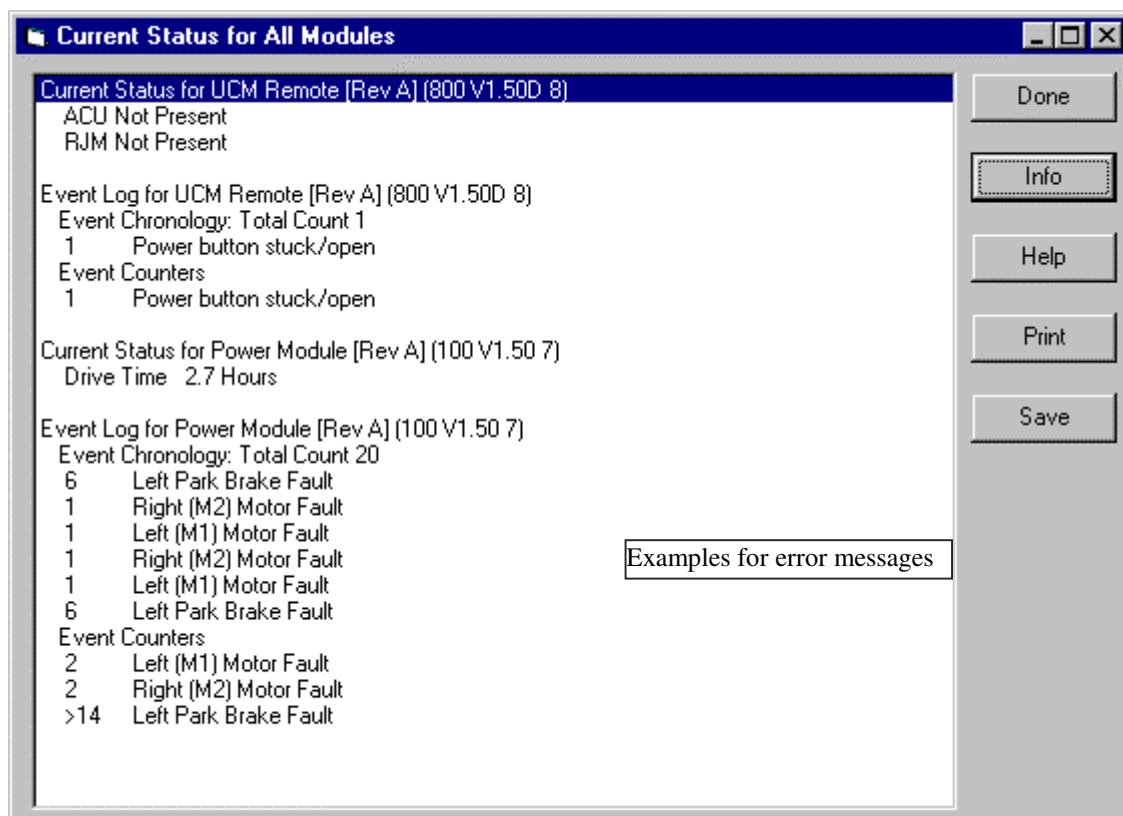 Current Status for All Modules
Current Status for UCM Remote [Rev A] (800 V1.50D 8)
ACU Not Present
RJM Not Present
Event Log for UCM Remote [Rev A] (800 V1.50D 8)
Event Chronology: Total Count 1
1 Power button stuck/open
Event Counters
1 Power button stuck/open
Current Status for Power Module [Rev A] (100 V1.50 7)
Drive Time 2.7 Hours
Event Log for Power Module [Rev A] (100 V1.50 7)
Event Chronology: Total Count 20
6 Left Park Brake Fault
1 Right (M2) Motor Fault
1 Left (M1) Motor Fault
1 Right (M2) Motor Fault
1 Left (M1) Motor Fault
6 Left Park Brake Fault
Event Counters
2 Left (M1) Motor Fault
2 Right (M2) Motor Fault
>14 Left Park Brake Fault
Examples for error messages
Done
Info
Help
Print
Save